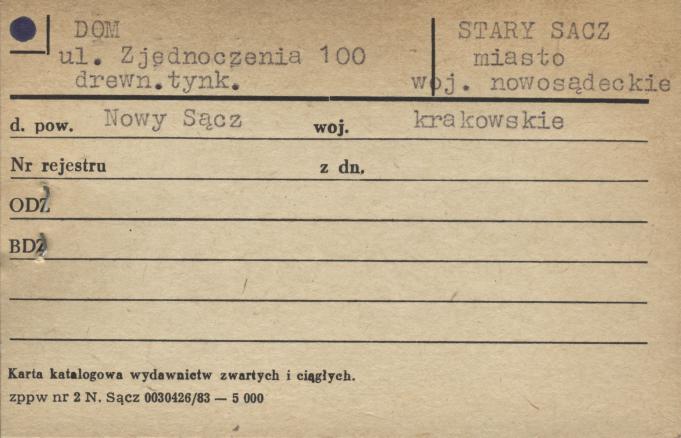 DOM
ul. Zjednoczenia 100
drewn.tynk.
STARY SACZ
miasto
woj. nowosądeckie
d. pow. Nowy Sącz woj. krakowskie
Nr rejestru z dn.
ODZ
BDZ
Karta katalogowa wydawnictw zwartych i ciągłych.
zppw nr 2 N. Sącz 0030426/83 — 5 000